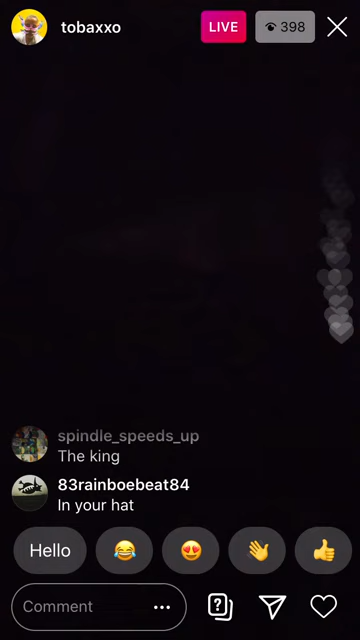 tobaxxo
LIVE
398
spindle_speeds_up
The king
83rainboebeat84
In your hat
Hello
Comment